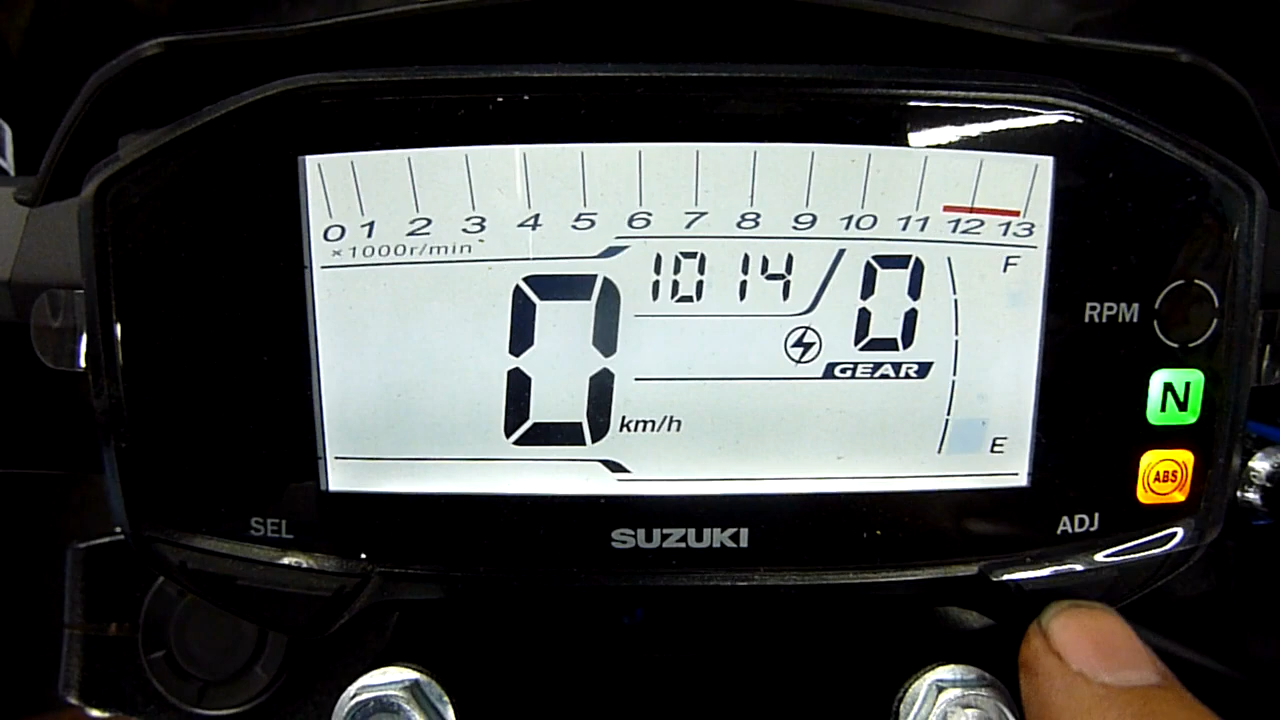 0 1 2 3 4 5 6 7 8 9 10 11 12 13
×1000r/min
1014
0
F
RPM
GEAR
N
0 km/h
E
ABS
SEL
SUZUKI
ADJ